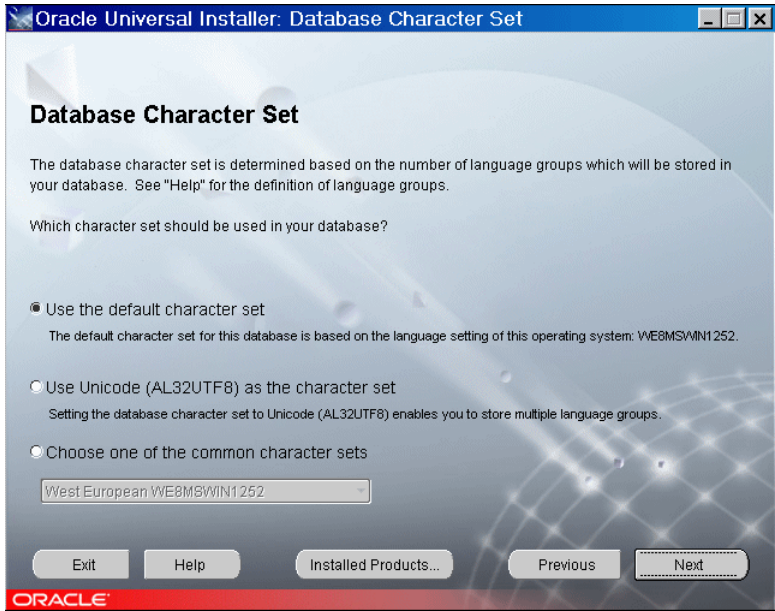 Oracle Universal Installer: Database Character Set
Database Character Set
The database character set is determined based on the number of language groups which will be stored in
your database. See "Help" for the definition of language groups.
Which character set should be used in your database?
Use the default character set
The default character set for this database is based on the language setting of this operating system: WE8MSWIN1252.
Use Unicode (AL32UTF8) as the character set
Setting the database character set to Unicode (AL32UTF8) enables you to store multiple language groups.
Choose one of the common character sets
West European WE8MSWIN1252
Exit Help Installed Products... Previous Next
ORACLE